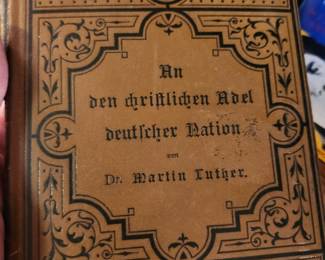 An
den christlichen Adel
deutscher Nation
von
Dr. Martin Luther.